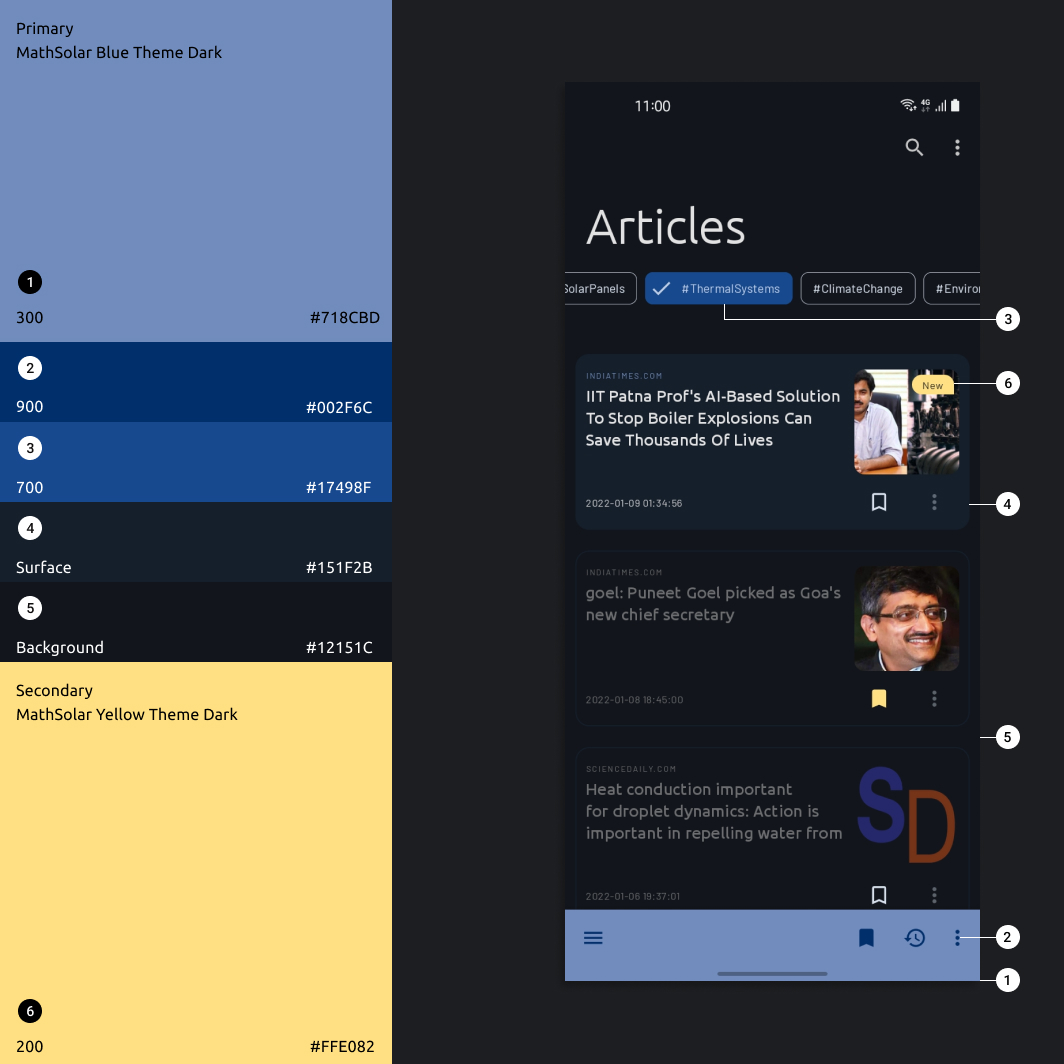 Primary
MathSolar Blue Theme Dark
1
300 #718CBD
2
900 #002F6C
3
700 #17498F
4
Surface #151F2B
5
Background #12151C
Secondary
MathSolar Yellow Theme Dark
6
200 #FFE082
11:00 4G
Articles
SolarPanels #ThermalSystems #ClimateChange #Environ
3
INDIATIMES.COM
IIT Patna Prof's AI-Based Solution
To Stop Boiler Explosions Can
Save Thousands Of Lives
New
6
2022-01-09 01:34:56
4
INDIATIMES.COM
goel: Puneet Goel picked as Goa's
new chief secretary
2022-01-08 18:45:00
5
SCIENCEDAILY.COM
Heat conduction important
for droplet dynamics: Action is
important in repelling water from
SD
2022-01-06 19:37:01
2
1